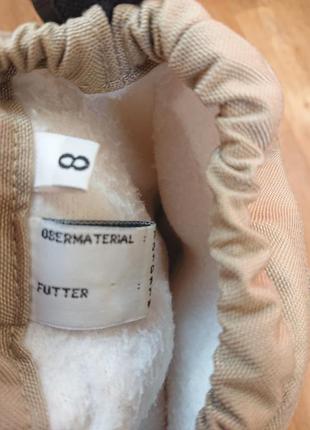 8
OBERMATERIAL :
FUTTER :